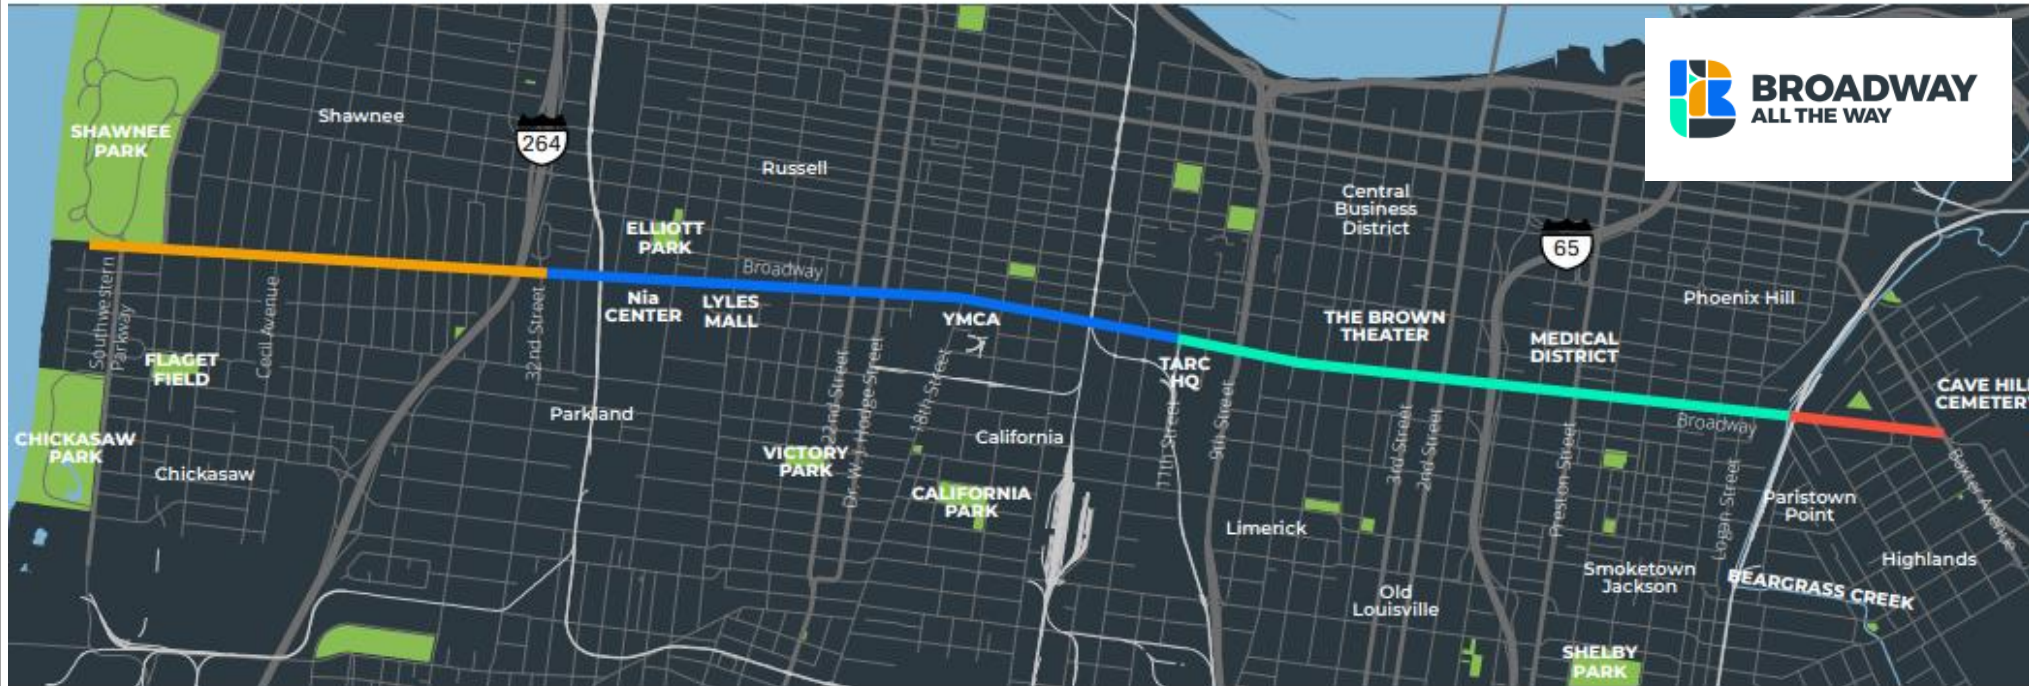 BROADWAY
ALL THE WAY
SHAWNEE
PARK
Shawnee
264
Russell
Central
Business
District
ELLIOTT
PARK
65
Broadway
Nia
CENTER
LYLES
MALL
YMCA
THE BROWN
THEATER
MEDICAL
DISTRICT
Phoenix Hill
Southwestern
Parkway
Cecil Avenue
32nd Street
FLAGET
FIELD
TARC
HQ
CAVE HILL
CEMETERY
22nd Street
Dr. W J Hodge Street
18th Street
11th Street
9th Street
3rd Street
2nd Street
Preston Street
Logan Street
Broadway
Baxter Avenue
Parkland
California
CHICKASAW
PARK
Chickasaw
VICTORY
PARK
CALIFORNIA
PARK
Limerick
Paristown
Point
Highlands
Smoketown
Jackson
BEARGRASS CREEK
Old
Louisville
SHELBY
PARK